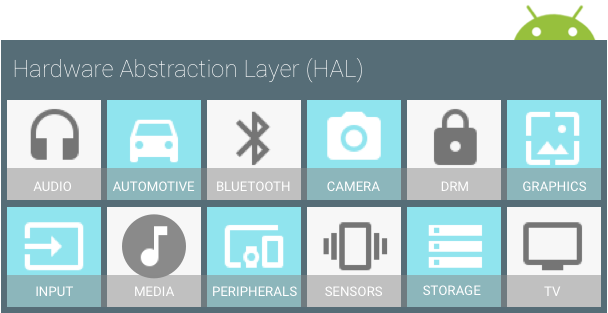 Hardware Abstraction Layer (HAL)
AUDIO AUTOMOTIVE BLUETOOTH CAMERA DRM GRAPHICS
INPUT MEDIA PERIPHERALS SENSORS STORAGE TV